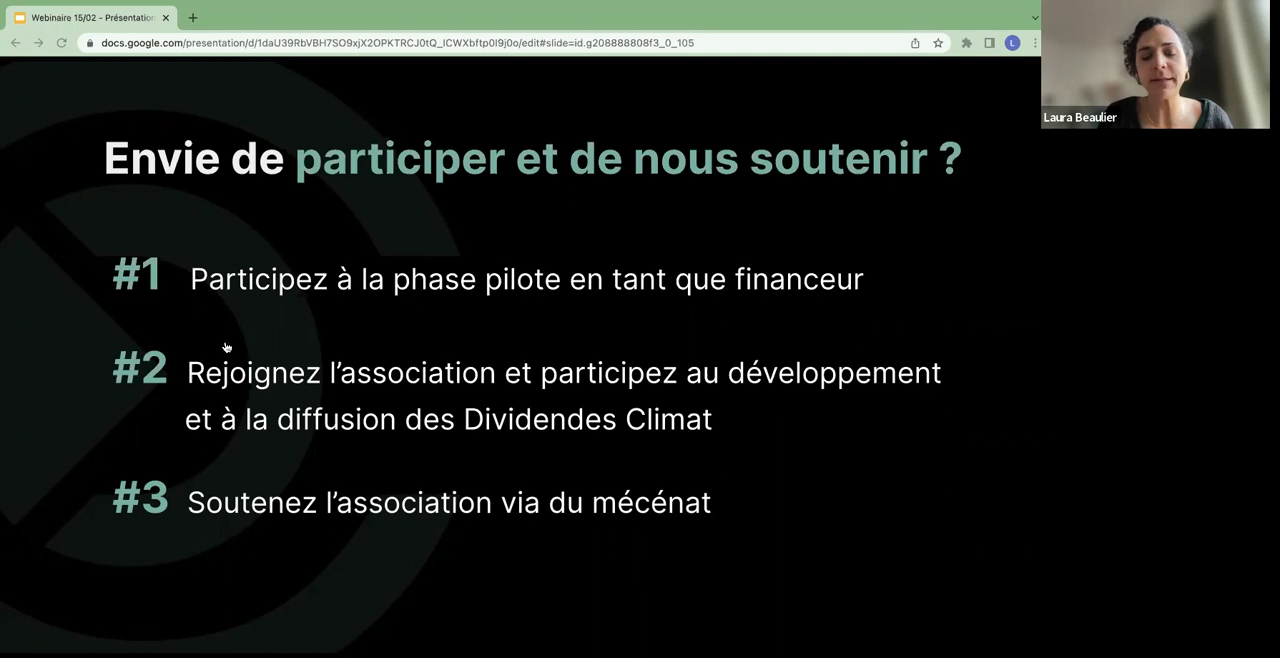 Webinaire 15/02 - Présentation
docs.google.com/presentation/d/1daU39RbVBH7SO9xjX2OPKTRCJ0tQ_ICWXbftp0I9j0o/edit#slide=id.g208888808f3_0_105
L
Laura Beaulier
Envie de participer et de nous soutenir ?
#1 Participez à la phase pilote en tant que financeur
#2 Rejoignez l’association et participez au développement
et à la diffusion des Dividendes Climat
#3 Soutenez l’association via du mécénat